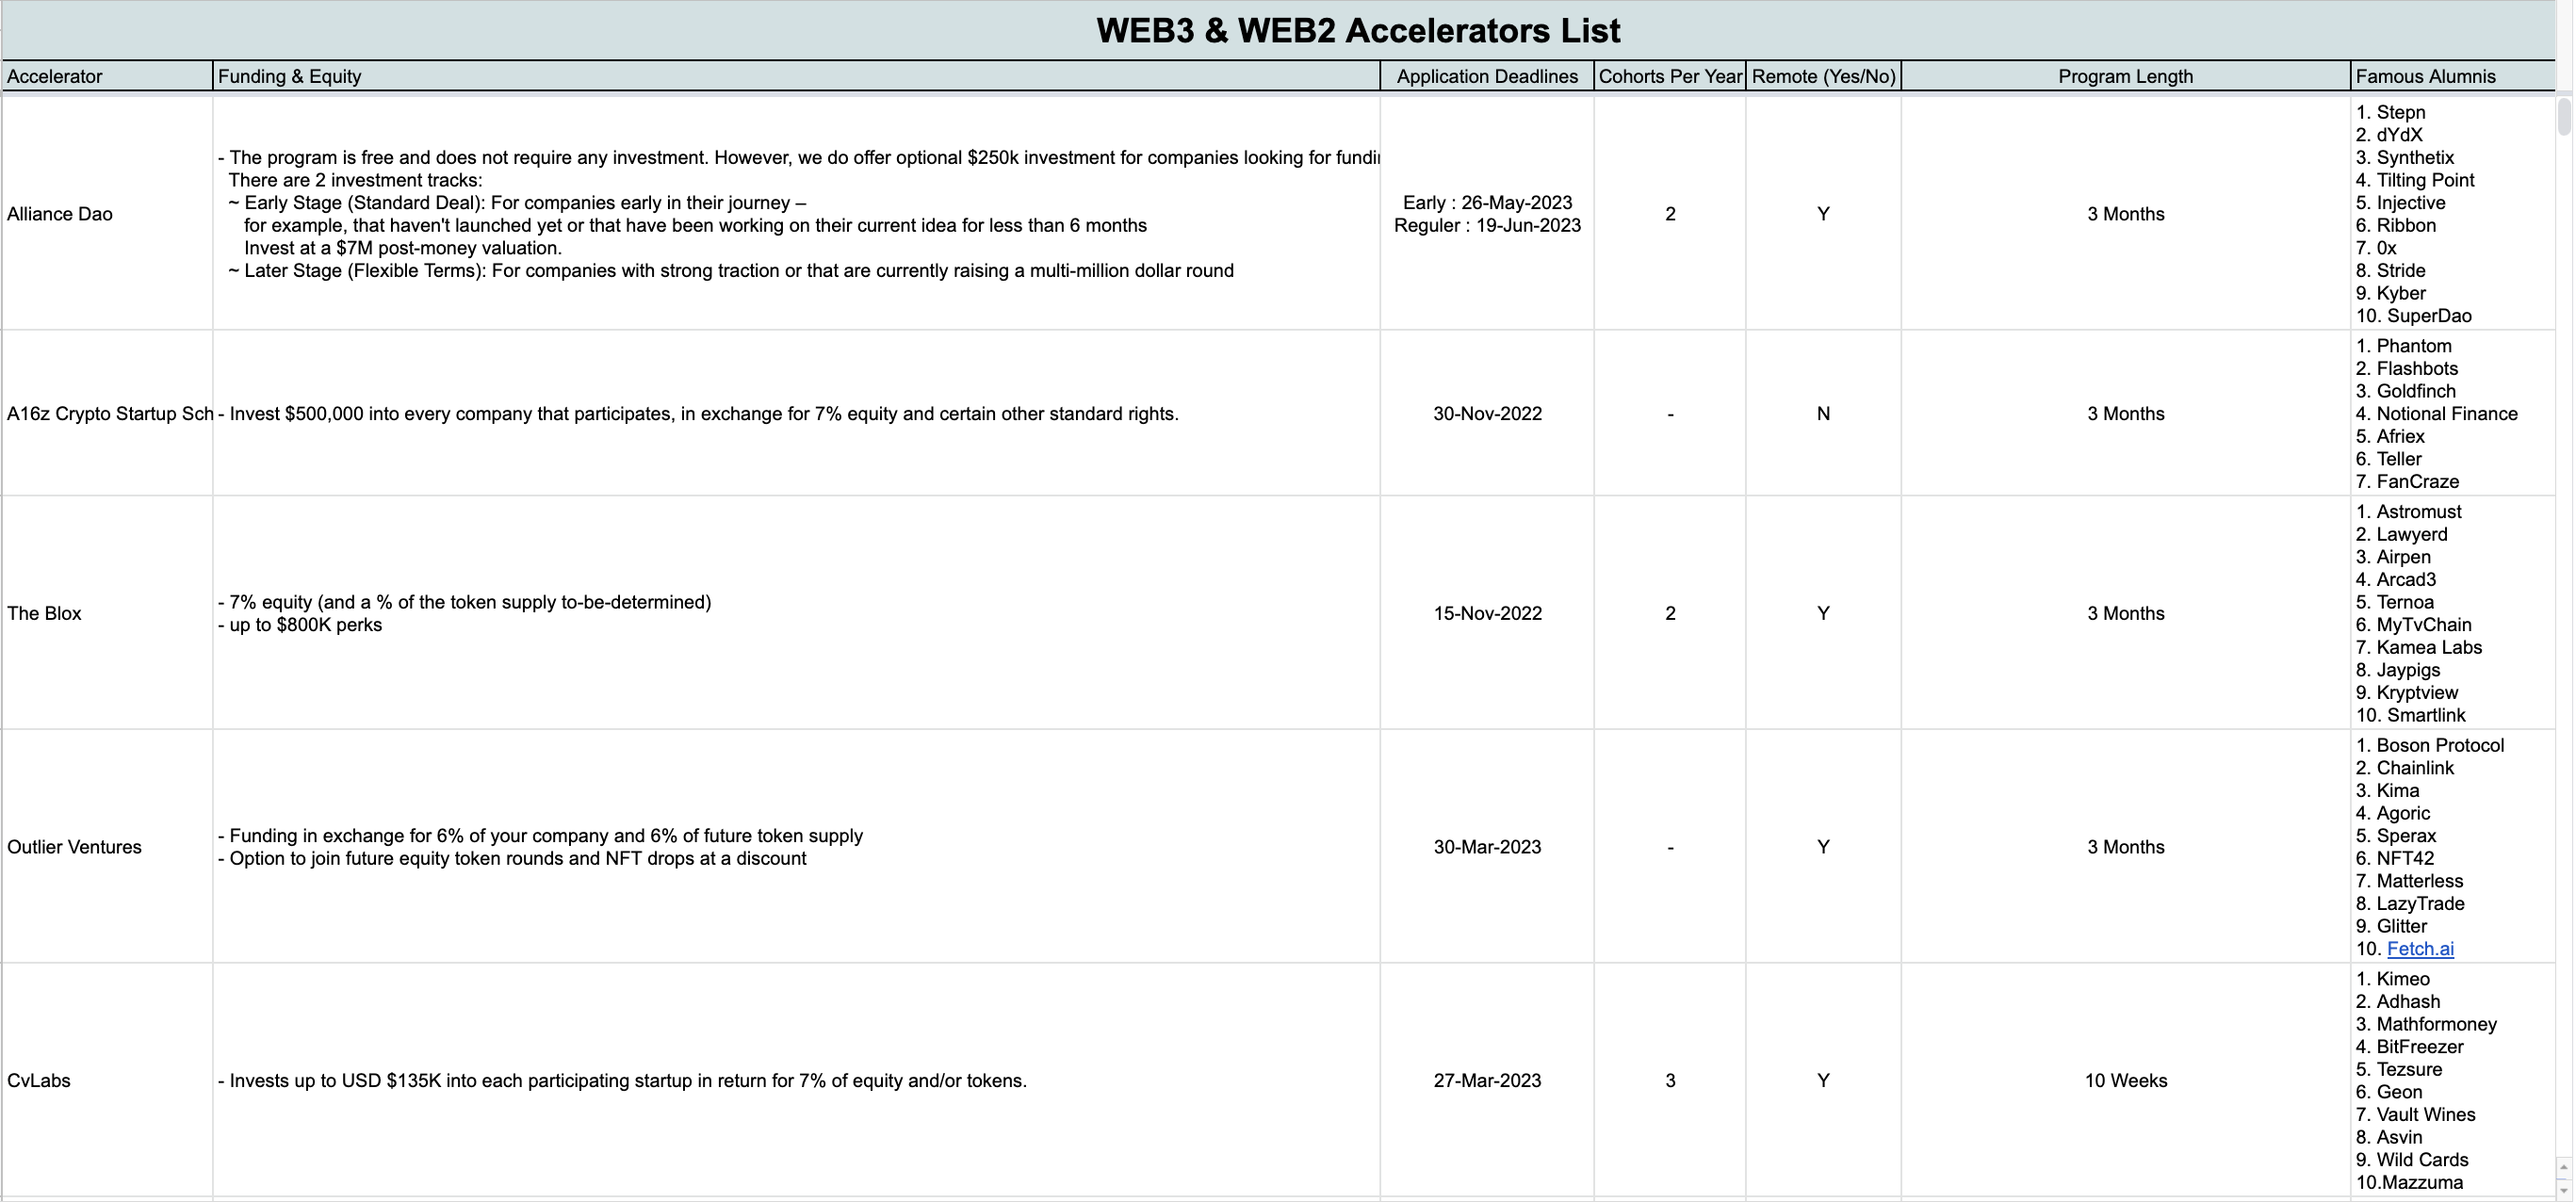 WEB3 & WEB2 Accelerators List
Accelerator
Funding & Equity
Application Deadlines
Cohorts Per Year
Remote (Yes/No)
Program Length
Famous Alumnis
Alliance Dao
- The program is free and does not require any investment. However, we do offer optional $250k investment for companies looking for fundi
There are 2 investment tracks:
~ Early Stage (Standard Deal): For companies early in their journey –
for example, that haven't launched yet or that have been working on their current idea for less than 6 months
Invest at a $7M post-money valuation.
~ Later Stage (Flexible Terms): For companies with strong traction or that are currently raising a multi-million dollar round
Early : 26-May-2023
Reguler : 19-Jun-2023
2
Y
3 Months
1. Stepn
2. dYdX
3. Synthetix
4. Tilting Point
5. Injective
6. Ribbon
7. 0x
8. Stride
9. Kyber
10. SuperDao
A16z Crypto Startup Sch
- Invest $500,000 into every company that participates, in exchange for 7% equity and certain other standard rights.
30-Nov-2022
-
N
3 Months
1. Phantom
2. Flashbots
3. Goldfinch
4. Notional Finance
5. Afriex
6. Teller
7. FanCraze
The Blox
- 7% equity (and a % of the token supply to-be-determined)
- up to $800K perks
15-Nov-2022
2
Y
3 Months
1. Astromust
2. Lawyerd
3. Airpen
4. Arcad3
5. Ternoa
6. MyTvChain
7. Kamea Labs
8. Jaypigs
9. Kryptview
10. Smartlink
Outlier Ventures
- Funding in exchange for 6% of your company and 6% of future token supply
- Option to join future equity token rounds and NFT drops at a discount
30-Mar-2023
-
Y
3 Months
1. Boson Protocol
2. Chainlink
3. Kima
4. Agoric
5. Sperax
6. NFT42
7. Matterless
8. LazyTrade
9. Glitter
10. Fetch.ai
CvLabs
- Invests up to USD $135K into each participating startup in return for 7% of equity and/or tokens.
27-Mar-2023
3
Y
10 Weeks
1. Kimeo
2. Adhash
3. Mathformoney
4. BitFreezer
5. Tezsure
6. Geon
7. Vault Wines
8. Asvin
9. Wild Cards
10.Mazzuma